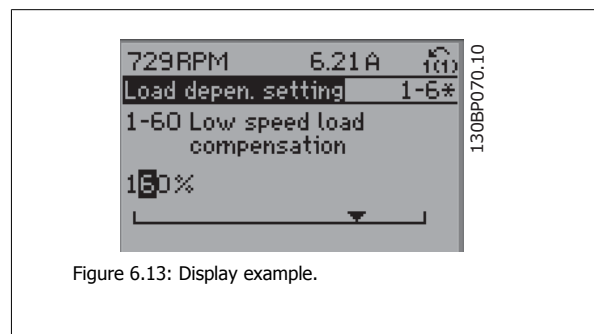 729RPM 6.21 A 1(1)
Load depen. setting 1-6*
1-60 Low speed load
compensation
160%
130BP070.10
Figure 6.13: Display example.